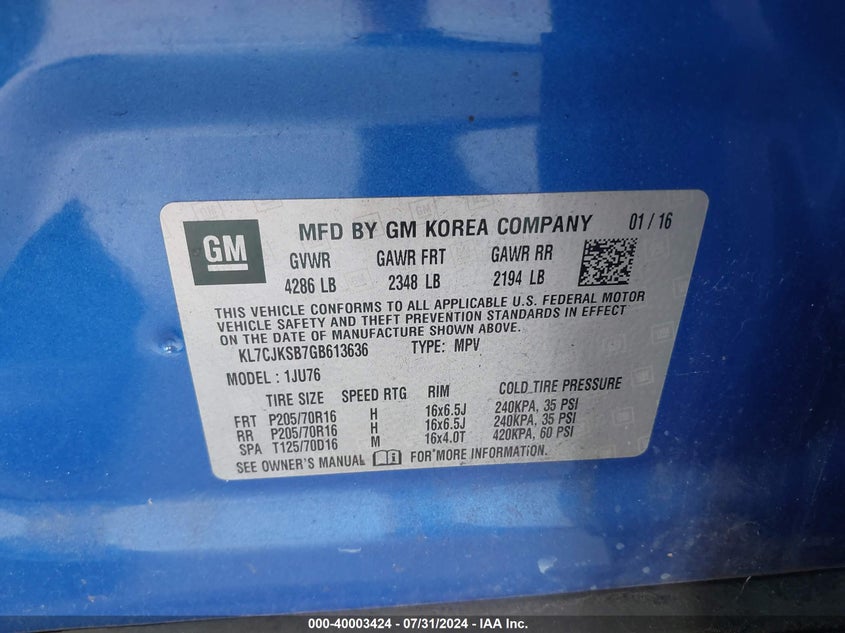 GM
MFD BY GM KOREA COMPANY 01 / 16
GVWR GAWR FRT GAWR RR
4286 LB 2348 LB 2194 LB
THIS VEHICLE CONFORMS TO ALL APPLICABLE U.S. FEDERAL MOTOR
VEHICLE SAFETY AND THEFT PREVENTION STANDARDS IN EFFECT
ON THE DATE OF MANUFACTURE SHOWN ABOVE.
KL7CJKSB7GB613636 TYPE: MPV
MODEL : 1JU76
TIRE SIZE SPEED RTG RIM COLD TIRE PRESSURE
FRT P205/70R16 H 16x6.5J 240KPA, 35 PSI
RR P205/70R16 H 16x6.5J 240KPA, 35 PSI
SPA T125/70D16 M 16x4.0T 420KPA, 60 PSI
SEE OWNER'S MANUAL FOR MORE INFORMATION.
000-40003424 - 07/31/2024 - IAA Inc.